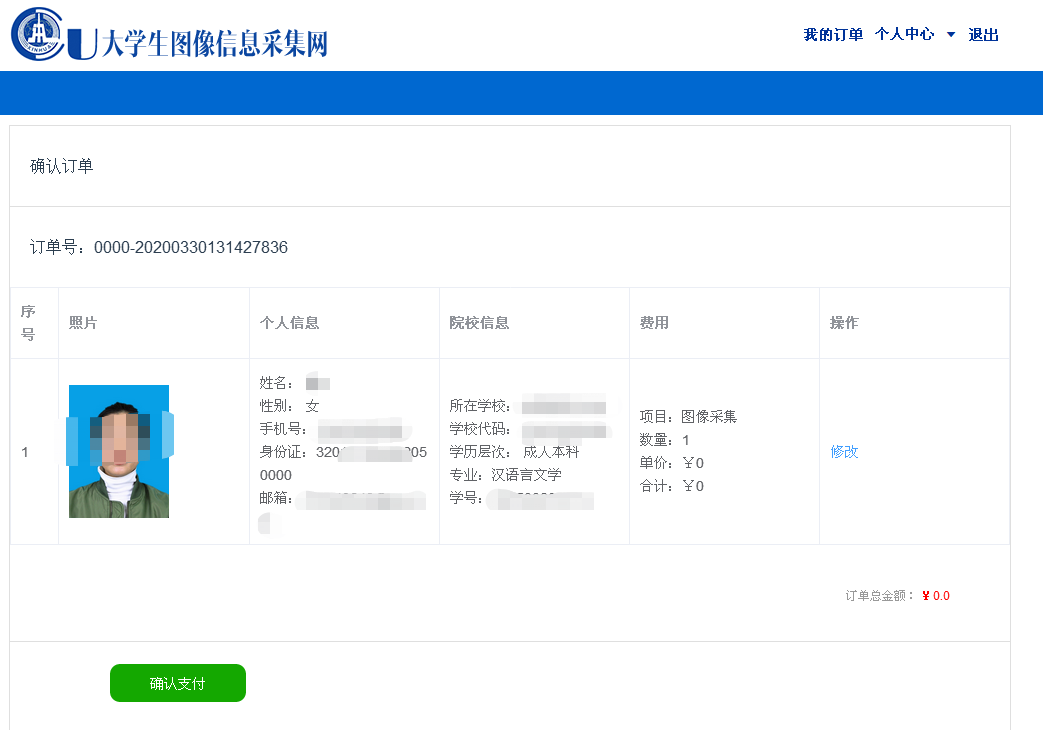 XINHUA
U大学生图像信息采集网
我的订单 个人中心 退出
确认订单
订单号：0000-20200330131427836
序号 照片 个人信息 院校信息 费用 操作
1
姓名：
性别： 女
手机号：
身份证：320 205
0000
邮箱：
所在学校：
学校代码：
学历层次： 成人本科
专业：汉语言文学
学号：
项目：图像采集
数量：1
单价：￥0
合计：￥0
修改
订单总金额：￥0.0
确认支付